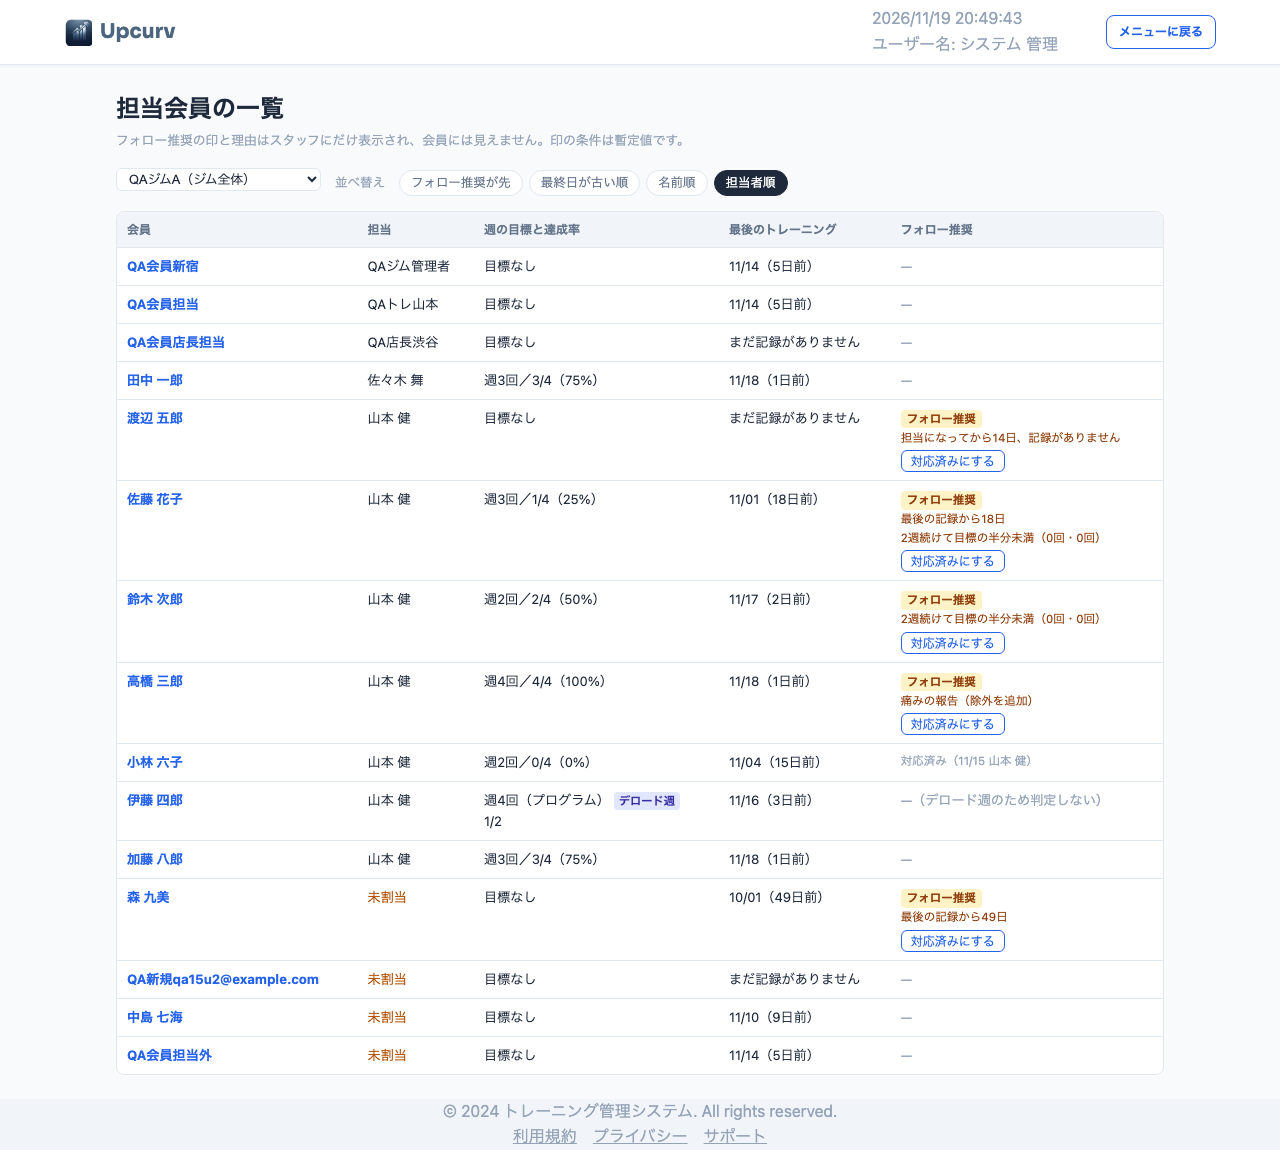 Upcurv
2026/11/19 20:49:43
ユーザー名: システム 管理
メニューに戻る
担当会員の一覧
フォロー推奨の印と理由はスタッフにだけ表示され、会員には見えません。印の条件は暫定値です。
QAジムA（ジム全体） 並べ替え フォロー推奨が先 最終日が古い順 名前順 担当者順
会員 担当 週の目標と達成率 最後のトレーニング フォロー推奨
QA会員新宿 QAジム管理者 目標なし 11/14（5日前） —
QA会員担当 QAトレ山本 目標なし 11/14（5日前） —
QA会員店長担当 QA店長渋谷 目標なし まだ記録がありません —
田中 一郎 佐々木 舞 週3回／3/4（75%） 11/18（1日前） —
渡辺 五郎 山本 健 目標なし まだ記録がありません フォロー推奨
担当になってから14日、記録がありません
対応済みにする
佐藤 花子 山本 健 週3回／1/4（25%） 11/01（18日前） フォロー推奨
最後の記録から18日
2週続けて目標の半分未満（0回・0回）
対応済みにする
鈴木 次郎 山本 健 週2回／2/4（50%） 11/17（2日前） フォロー推奨
2週続けて目標の半分未満（0回・0回）
対応済みにする
高橋 三郎 山本 健 週4回／4/4（100%） 11/18（1日前） フォロー推奨
痛みの報告（除外を追加）
対応済みにする
小林 六子 山本 健 週2回／0/4（0%） 11/04（15日前） 対応済み（11/15 山本 健）
伊藤 四郎 山本 健 週4回（プログラム） デロード週 11/16（3日前） —（デロード週のため判定しない）
1/2
加藤 八郎 山本 健 週3回／3/4（75%） 11/18（1日前） —
森 九美 未割当 目標なし 10/01（49日前） フォロー推奨
最後の記録から49日
対応済みにする
QA新規qa15u2@example.com 未割当 目標なし まだ記録がありません —
中島 七海 未割当 目標なし 11/10（9日前） —
QA会員担当外 未割当 目標なし 11/14（5日前） —
© 2024 トレーニング管理システム. All rights reserved.
利用規約 プライバシー サポート